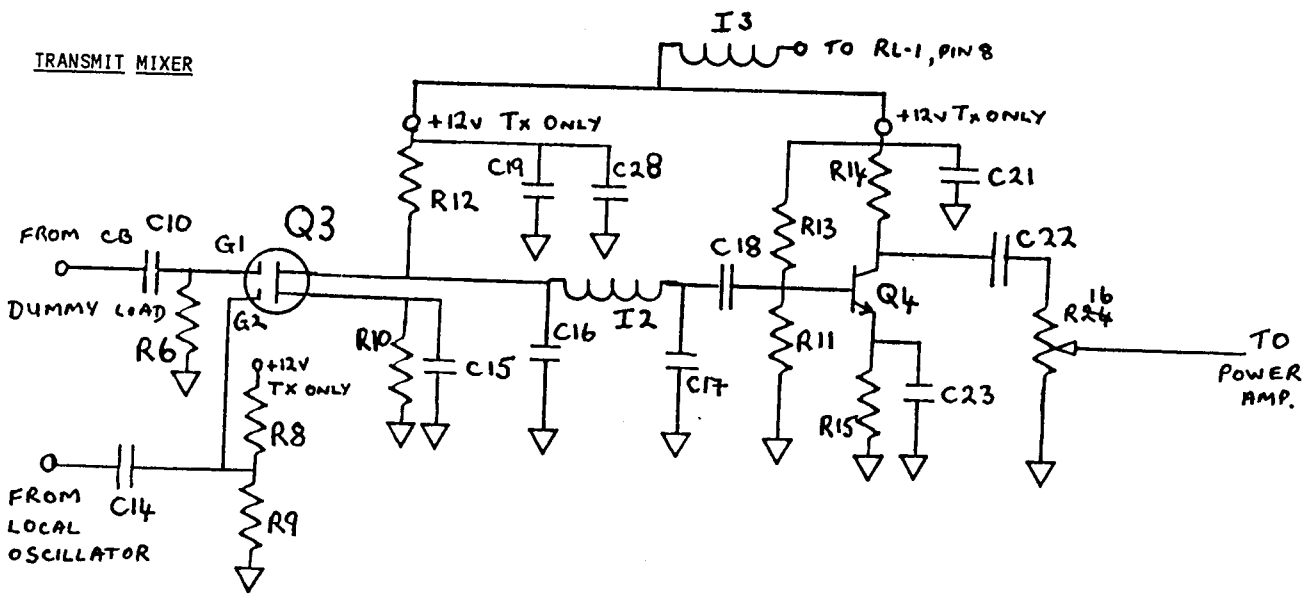 TRANSMIT MIXER
I3
TO RL-1, PIN 8
+12V TX ONLY
+12V TX ONLY
C19
C28
R12
R14
C21
R13
Q3
FROM CB
C10
G1
C18
C22
DUMMY LOAD
G2
R6
R10
C15
C16
I2
C17
R11
Q4
16
R24
TO
POWER
AMP.
+12V
TX ONLY
R8
R15
C23
C14
R9
FROM
LOCAL
OSCILLATOR